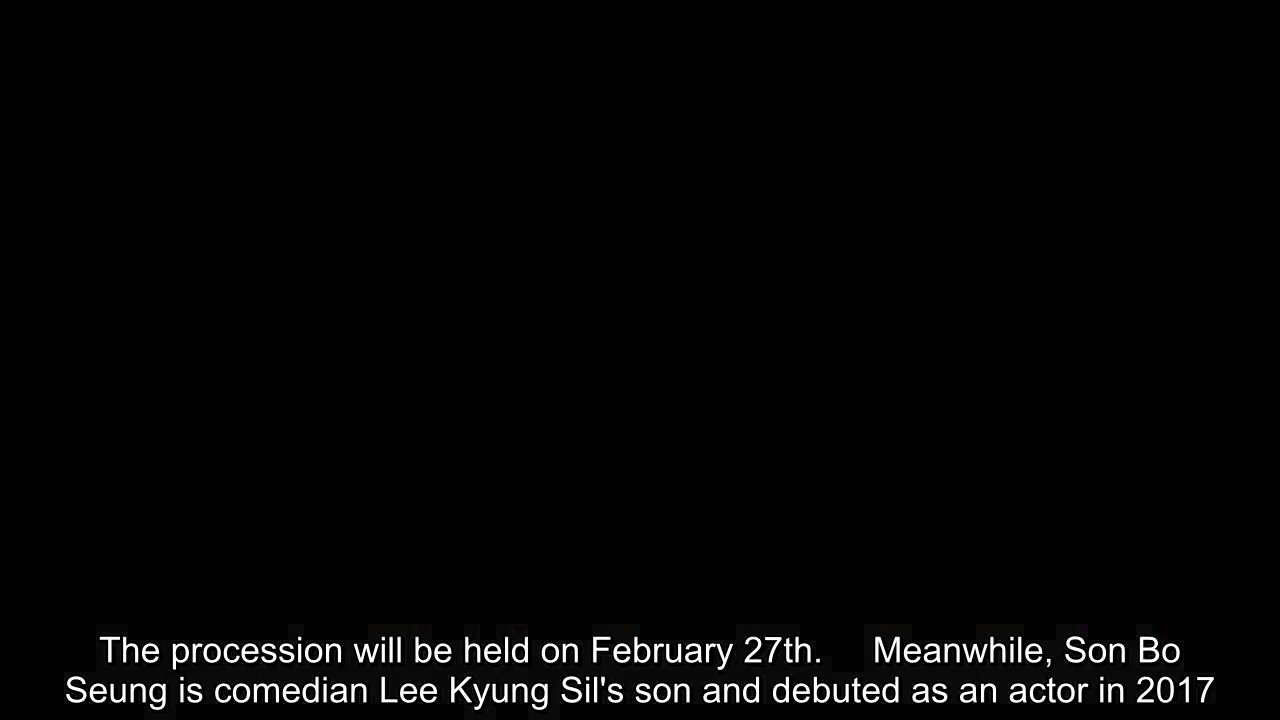 The procession will be held on February 27th.     Meanwhile, Son Bo
Seung is comedian Lee Kyung Sil's son and debuted as an actor in 2017